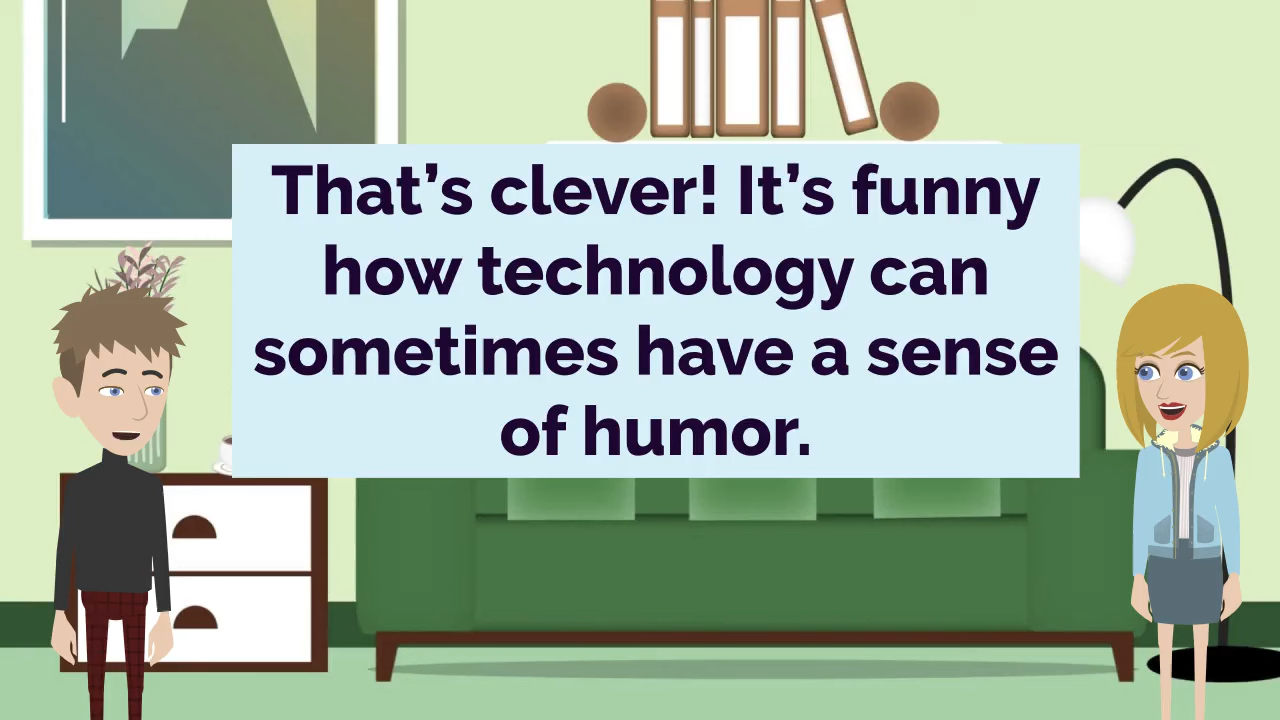 That’s clever! It’s funny
how technology can
sometimes have a sense
of humor.